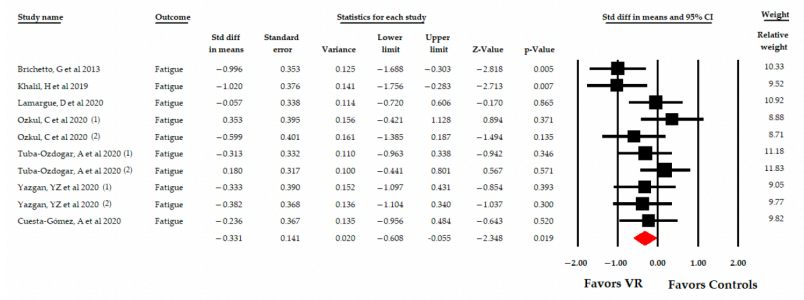 Study name Outcome Statistics for each study Std diff in means and 95% CI Weight
Std diff in means Standard error Variance Lower limit Upper limit Z-Value p-Value Relative weight
Brichetto, G et al 2013 Fatigue −0.996 0.353 0.125 −1.688 −0.303 −2.818 0.005 10.33
Khalil, H et al 2019 Fatigue −1.020 0.376 0.141 −1.756 −0.283 −2.713 0.007 9.52
Lamargue, D et al 2020 Fatigue −0.057 0.338 0.114 −0.720 0.606 −0.170 0.865 10.92
Ozkul, C et al 2020 (1) Fatigue 0.353 0.395 0.156 −0.421 1.128 0.894 0.371 8.88
Ozkul, C et al 2020 (2) Fatigue −0.599 0.401 0.161 −1.385 0.187 −1.494 0.135 8.71
Tuba-Ozdogar, A et al 2020 (1) Fatigue −0.313 0.332 0.110 −0.963 0.338 −0.942 0.346 11.18
Tuba-Ozdogar, A et al 2020 (2) Fatigue 0.180 0.317 0.100 −0.441 0.801 0.567 0.571 11.83
Yazgan, YZ et al 2020 (1) Fatigue −0.333 0.390 0.152 −1.097 0.431 −0.854 0.393 9.05
Yazgan, YZ et al 2020 (2) Fatigue −0.382 0.368 0.136 −1.104 0.340 −1.037 0.300 9.77
Cuesta-Gómez, A et al 2020 Fatigue −0.236 0.367 0.135 −0.956 0.484 −0.643 0.520 9.82
−0.331 0.141 0.020 −0.608 -0.055 −2.348 0.019
−2.00 −1.00 0.00 1.00 2.00
Favors VR Favors Controls